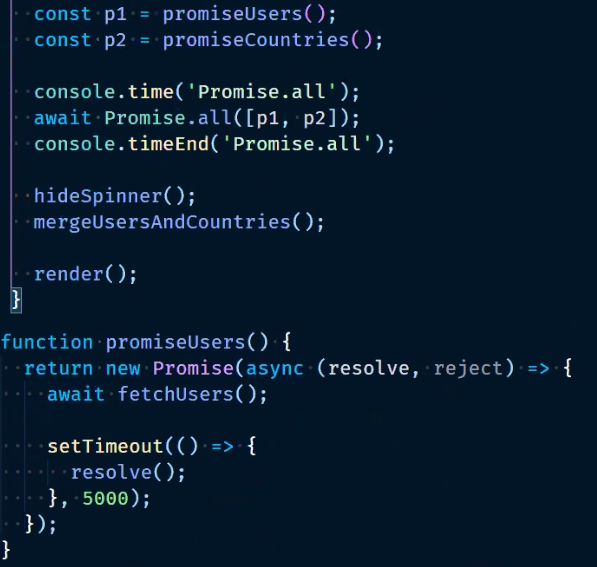 const p1 = promiseUsers();
const p2 = promiseCountries();
console.time('Promise.all');
await Promise.all([p1, p2]);
console.timeEnd('Promise.all');
hideSpinner();
mergeUsersAndCountries();
render();
}
function promiseUsers() {
return new Promise(async (resolve, reject) => {
await fetchUsers();
setTimeout(() => {
resolve();
}, 5000);
});
}